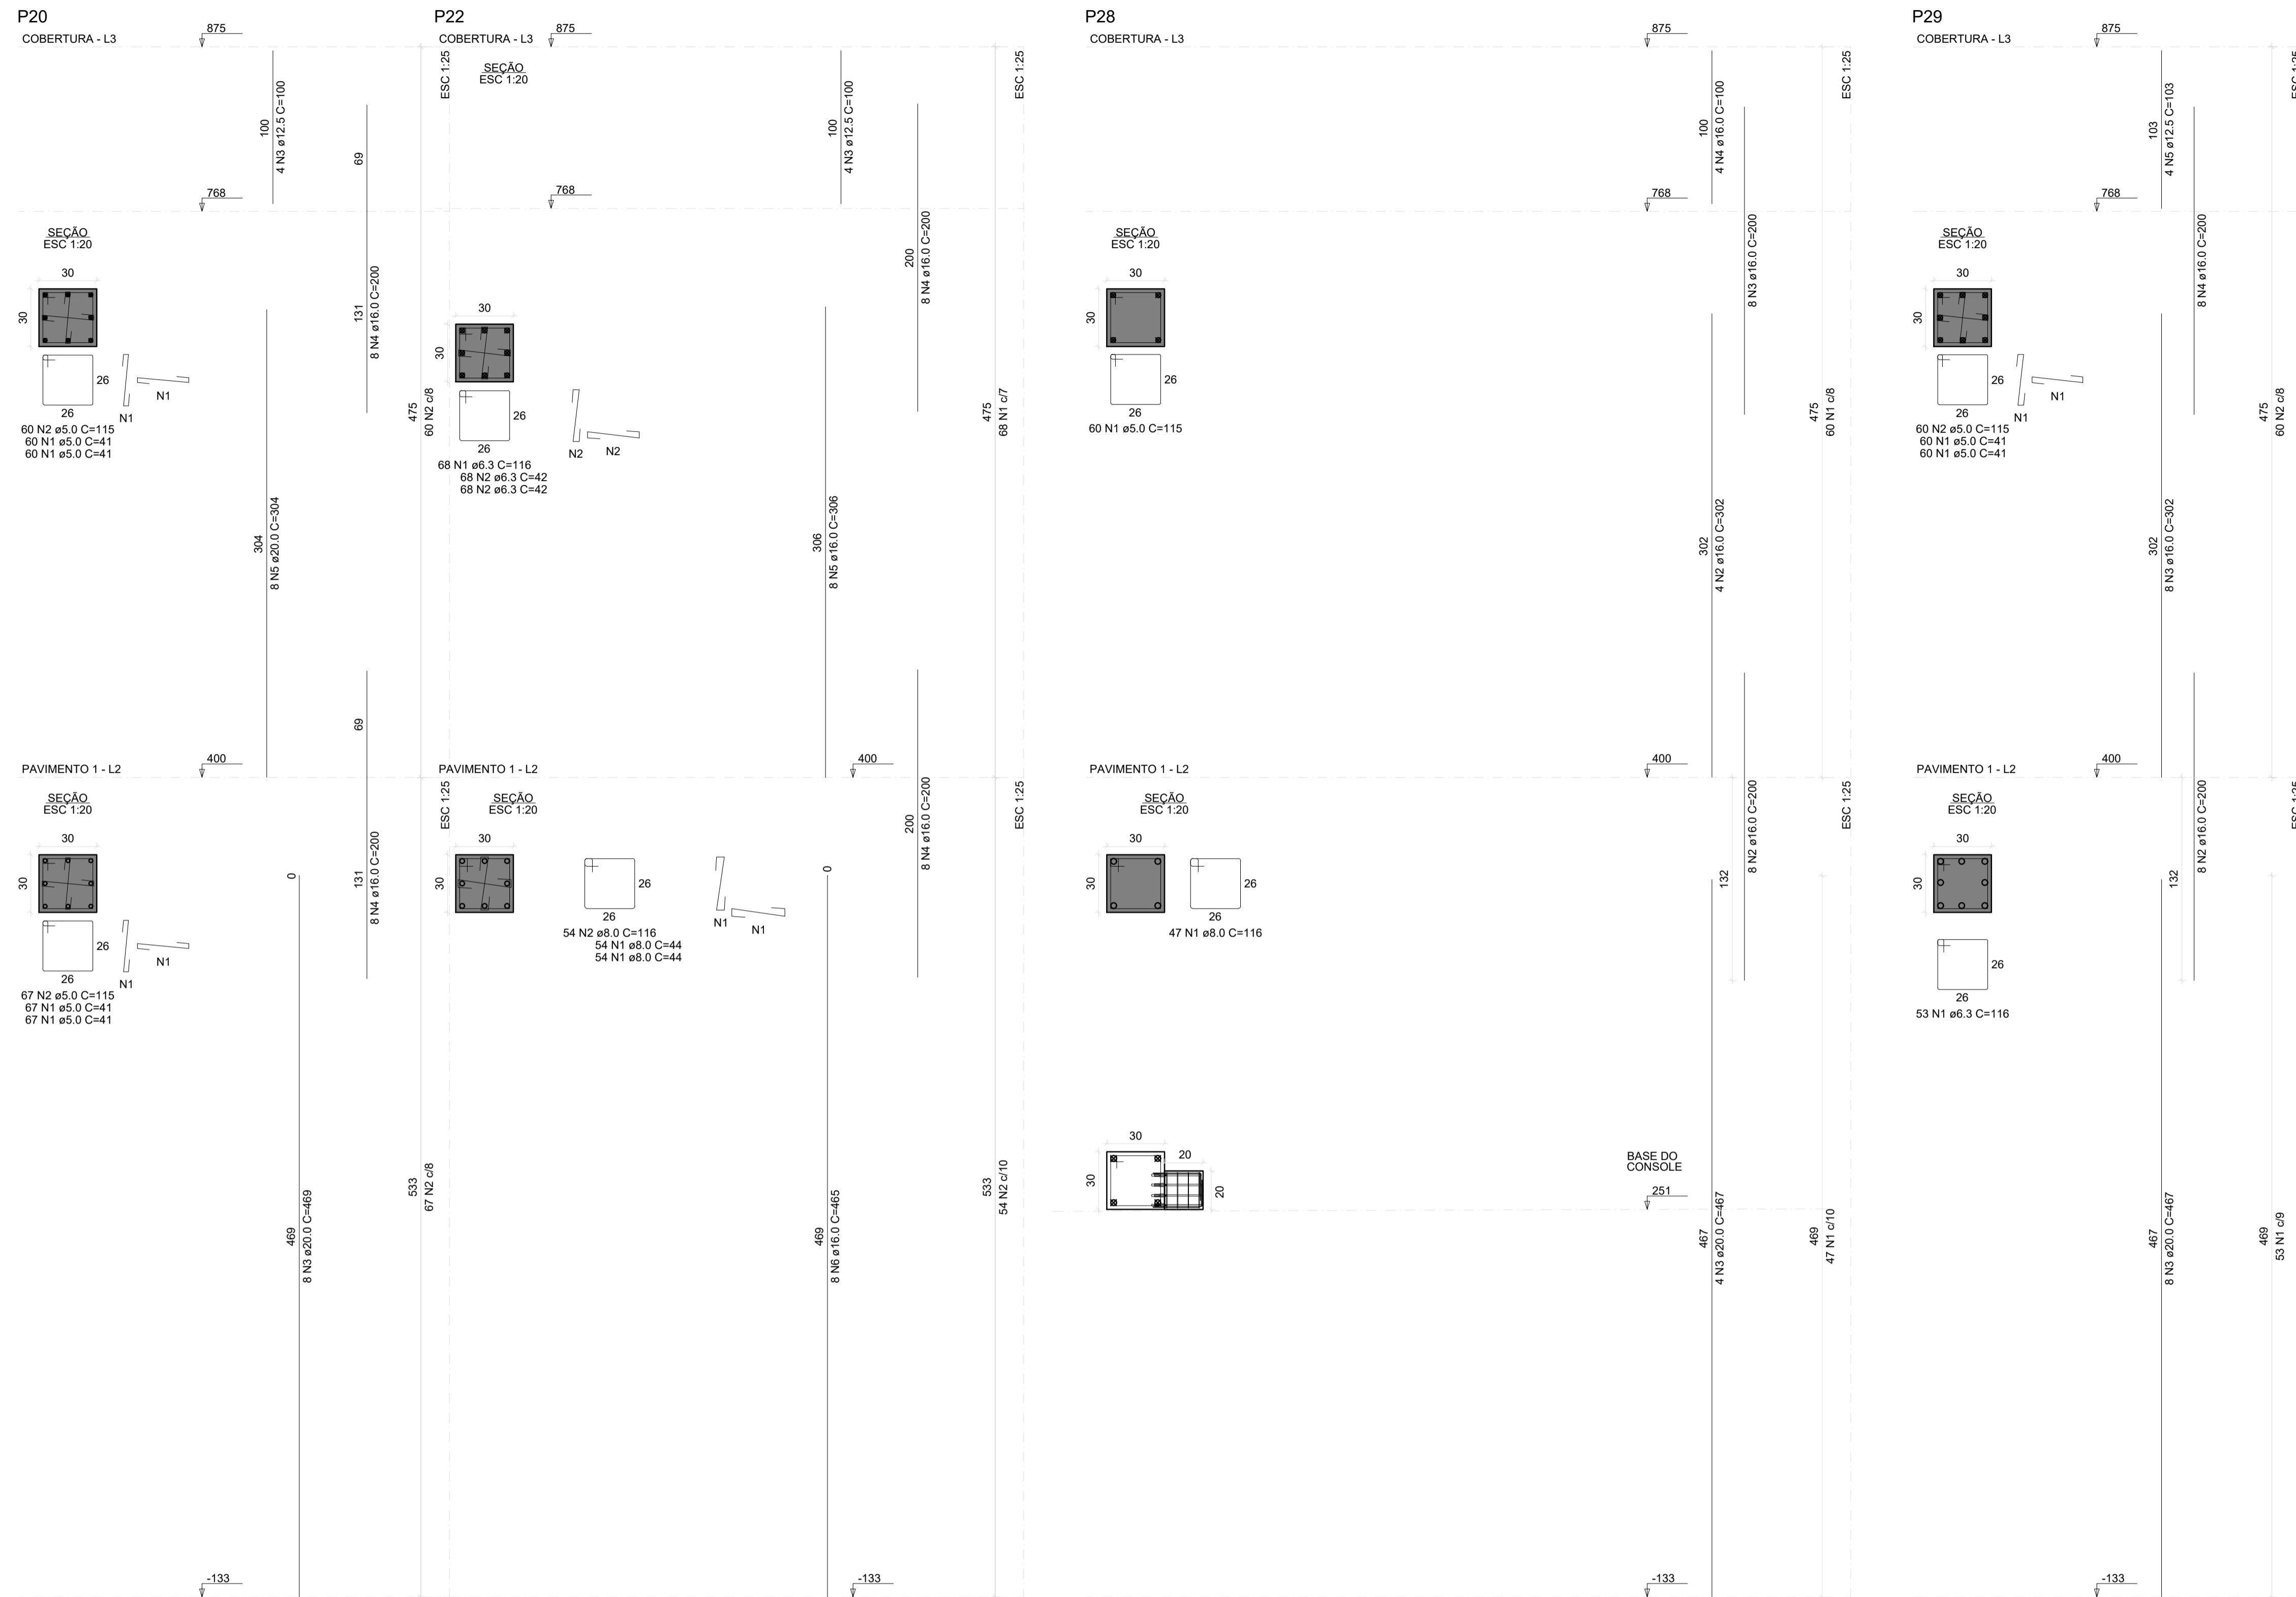 P20
COBERTURA - L3
875
100
4 N3 ø12.5 C=100
69
768
SEÇÃO
ESC 1:20
30
30
26
26
N1
N1
60 N2 ø5.0 C=115
60 N1 ø5.0 C=41
60 N1 ø5.0 C=41
131
8 N4 ø16.0 C=200
304
8 N5 ø20.0 C=304
475
60 N2 c/8
ESC 1:25
69
PAVIMENTO 1 - L2
400
SEÇÃO
ESC 1:20
30
30
26
26
N1
N1
67 N2 ø5.0 C=115
67 N1 ø5.0 C=41
67 N1 ø5.0 C=41
0
131
8 N4 ø16.0 C=200
469
8 N3 ø20.0 C=469
533
67 N2 c/8
ESC 1:25
-133
P22
COBERTURA - L3
875
SEÇÃO
ESC 1:20
100
4 N3 ø12.5 C=100
768
200
8 N4 ø16.0 C=200
30
30
26
26
N2
N2
68 N1 ø6.3 C=116
68 N2 ø6.3 C=42
68 N2 ø6.3 C=42
306
8 N5 ø16.0 C=306
475
68 N1 c/7
ESC 1:25
PAVIMENTO 1 - L2
400
SEÇÃO
ESC 1:20
30
30
26
26
N1
N1
54 N2 ø8.0 C=116
54 N1 ø8.0 C=44
54 N1 ø8.0 C=44
0
200
8 N4 ø16.0 C=200
469
8 N6 ø16.0 C=465
533
54 N2 c/10
ESC 1:25
-133
P28
COBERTURA - L3
875
100
4 N4 ø16.0 C=100
768
SEÇÃO
ESC 1:20
30
30
26
26
60 N1 ø5.0 C=115
8 N3 ø16.0 C=200
302
4 N2 ø16.0 C=302
475
60 N1 c/8
ESC 1:25
PAVIMENTO 1 - L2
400
SEÇÃO
ESC 1:20
30
30
26
26
47 N1 ø8.0 C=116
132
8 N2 ø16.0 C=200
30
30
20
20
BASE DO
CONSOLE
251
467
4 N3 ø20.0 C=467
469
47 N1 c/10
ESC 1:25
-133
P29
COBERTURA - L3
875
103
4 N5 ø12.5 C=103
768
SEÇÃO
ESC 1:20
30
30
26
26
N1
N1
60 N2 ø5.0 C=115
60 N1 ø5.0 C=41
60 N1 ø5.0 C=41
8 N4 ø16.0 C=200
302
8 N3 ø16.0 C=302
475
60 N2 c/8
ESC 1:25
PAVIMENTO 1 - L2
400
SEÇÃO
ESC 1:20
30
30
26
26
53 N1 ø6.3 C=116
132
8 N2 ø16.0 C=200
467
8 N3 ø20.0 C=467
469
53 N1 c/9
ESC 1:25
-133